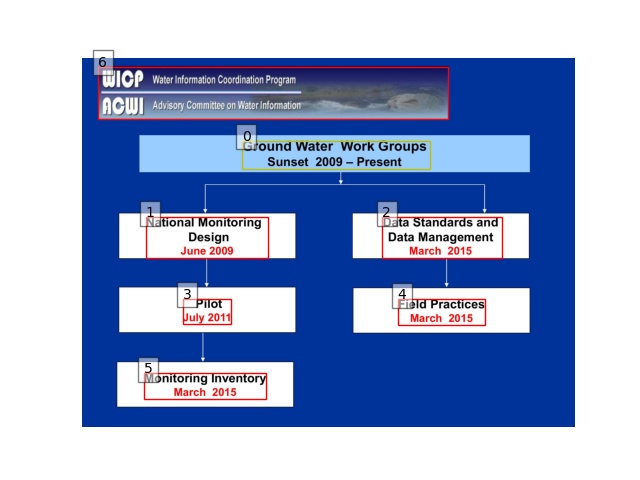 6
WICP Water Information Coordination Program
ACWI Advisory Committee on Water Information
0
Ground Water Work Groups
Sunset 2009 – Present
1
National Monitoring
Design
June 2009
2
Data Standards and
Data Management
March 2015
3
Pilot
July 2011
4
Field Practices
March 2015
5
Monitoring Inventory
March 2015